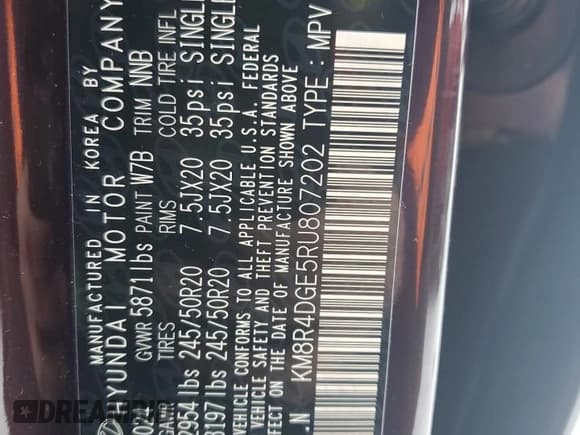 MANUFACTURED IN KOREA BY
HYUNDAI MOTOR COMPANY
GVWR 5871lbs PAINT W7B TRIM NNB
TIRES RIMS COLD TIRE INFL
2954lbs 245/50R20 7.5JX20 35psi SINGLE
3197lbs 245/50R20 7.5JX20 35psi SINGLE
VEHICLE CONFORMS TO ALL APPLICABLE U.S.A. FEDERAL
VEHICLE SAFETY AND THEFT PREVENTION STANDARDS
EFFECT ON THE DATE OF MANUFACTURE SHOWN ABOVE
.N KM8R4DGE5RU807202 TYPE : MPV
DREAMBID